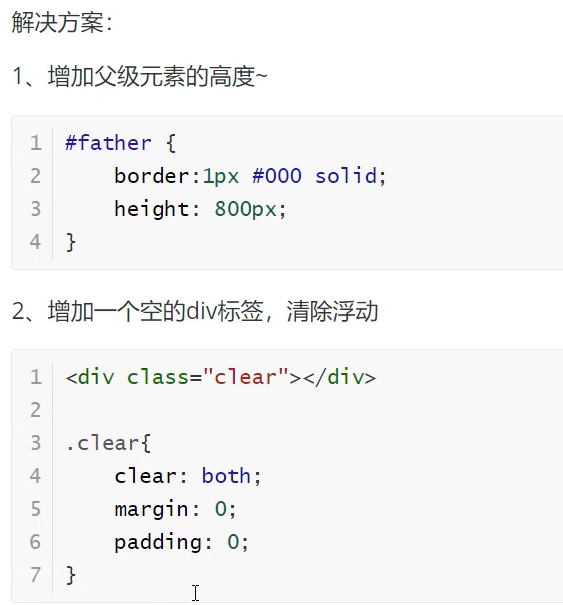 解决方案：
1、增加父级元素的高度~
1 #father {
2     border:1px #000 solid;
3     height: 800px;
4 }
2、增加一个空的div标签，清除浮动
1 <div class="clear"></div>
2
3 .clear{
4     clear: both;
5     margin: 0;
6     padding: 0;
7 }